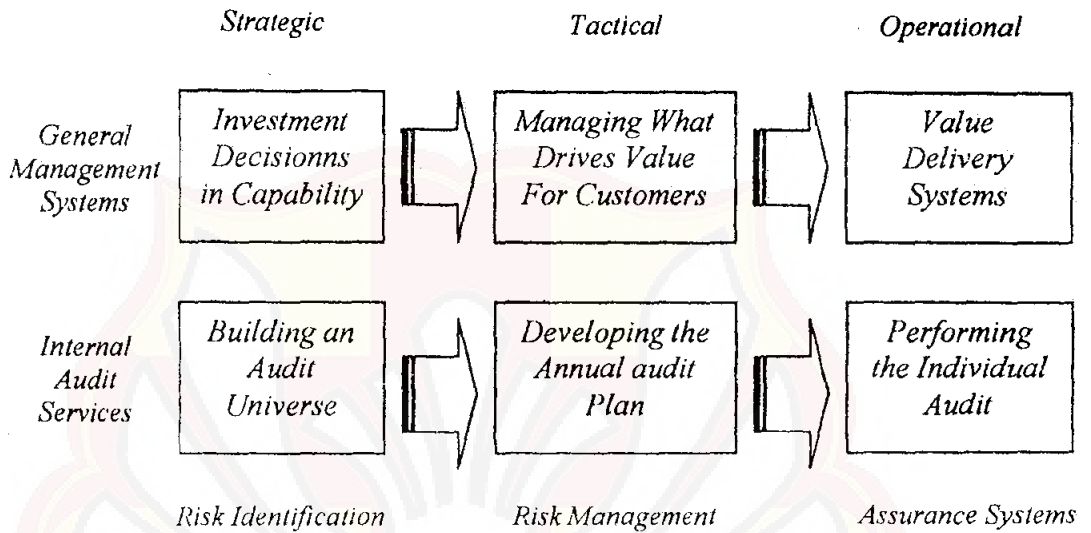 Strategic
Tactical
Operational
General
Management
Systems
Investment
Decisionns
in Capability
Managing What
Drives Value
For Customers
Value
Delivery
Systems
Internal
Audit
Services
Building an
Audit
Universe
Developing the
Annual audit
Plan
Performing
the Individual
Audit
Risk Identification
Risk Management
Assurance Systems